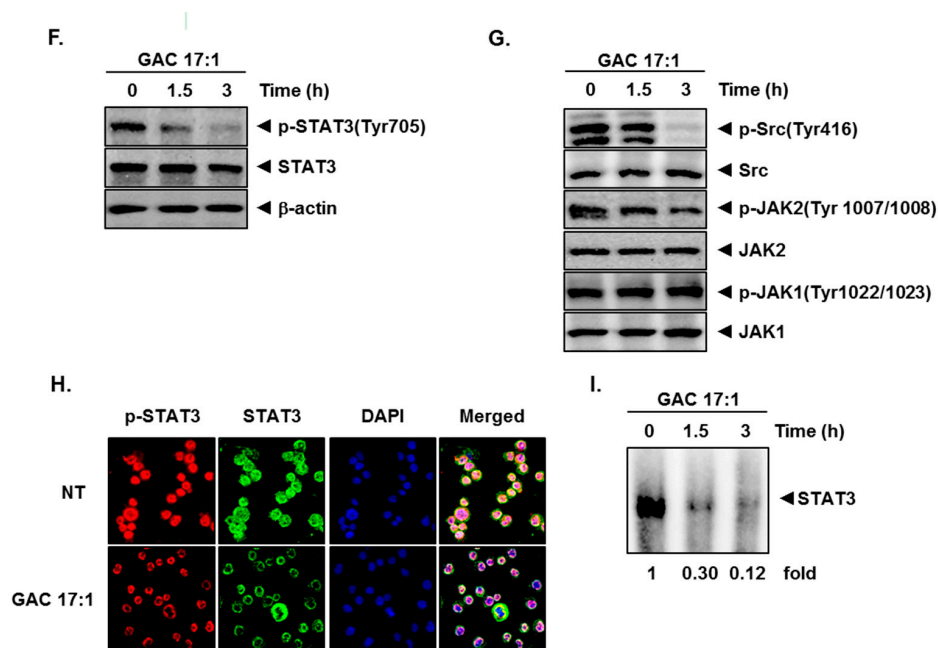 F.
GAC 17:1
0 1.5 3 Time (h)
p-STAT3(Tyr705)
STAT3
β-actin
G.
GAC 17:1
0 1.5 3 Time (h)
p-Src(Tyr416)
Src
p-JAK2(Tyr 1007/1008)
JAK2
p-JAK1(Tyr1022/1023)
JAK1
H.
p-STAT3 STAT3 DAPI Merged
NT
GAC 17:1
I.
GAC 17:1
0 1.5 3 Time (h)
STAT3
1 0.30 0.12 fold